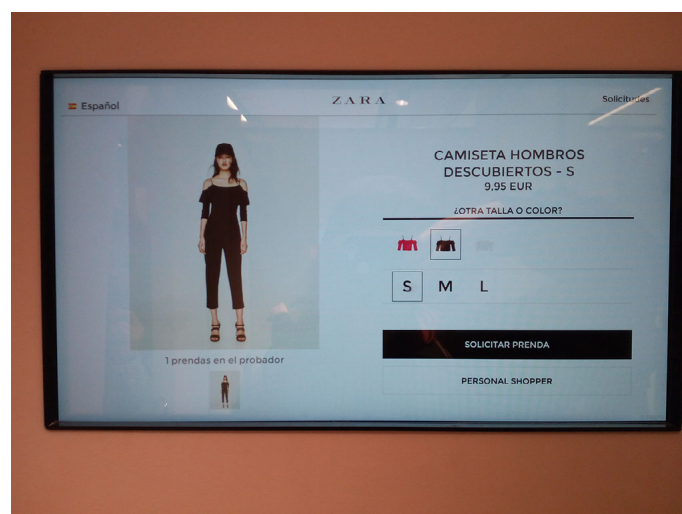 Español
ZARA
Solicitudes
CAMISETA HOMBROS
DESCUBIERTOS - S
9,95 EUR
¿OTRA TALLA O COLOR?
S M L
SOLICITAR PRENDA
PERSONAL SHOPPER
1 prendas en el probador